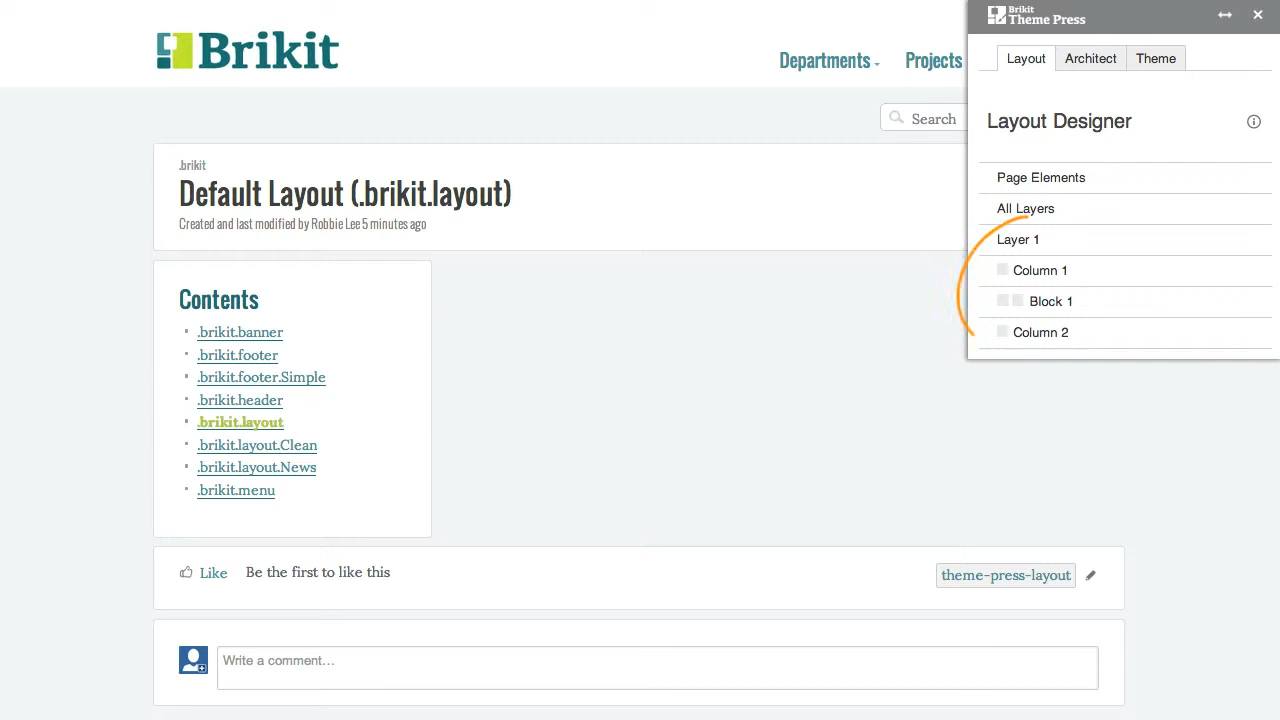 Brikit
Departments
Projects
Search
.brikit
Default Layout (.brikit.layout)
Created and last modified by Robbie Lee 5 minutes ago
Contents
.brikit.banner
.brikit.footer
.brikit.footer.Simple
.brikit.header
.brikit.layout
.brikit.layout.Clean
.brikit.layout.News
.brikit.menu
Like Be the first to like this
theme-press-layout
Write a comment…
Brikit
Theme Press
Layout Architect Theme
Layout Designer
Page Elements
All Layers
Layer 1
Column 1
Block 1
Column 2